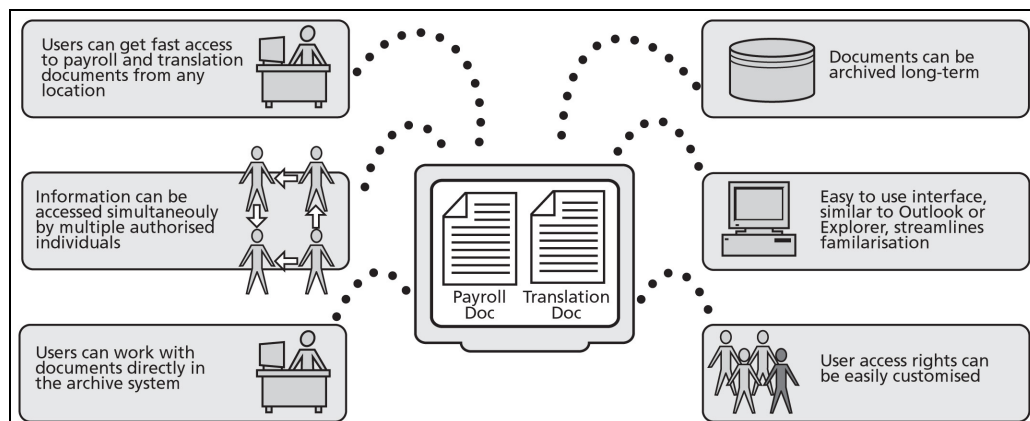 Users can get fast access
to payroll and translation
documents from any
location
Information can be
accessed simultaneouly
by multiple authorised
individuals
Users can work with
documents directly in
the archive system
Payroll
Doc
Translation
Doc
Documents can be
archived long-term
Easy to use interface,
similar to Outlook or
Explorer, streamlines
familarisation
User access rights can
be easily customised